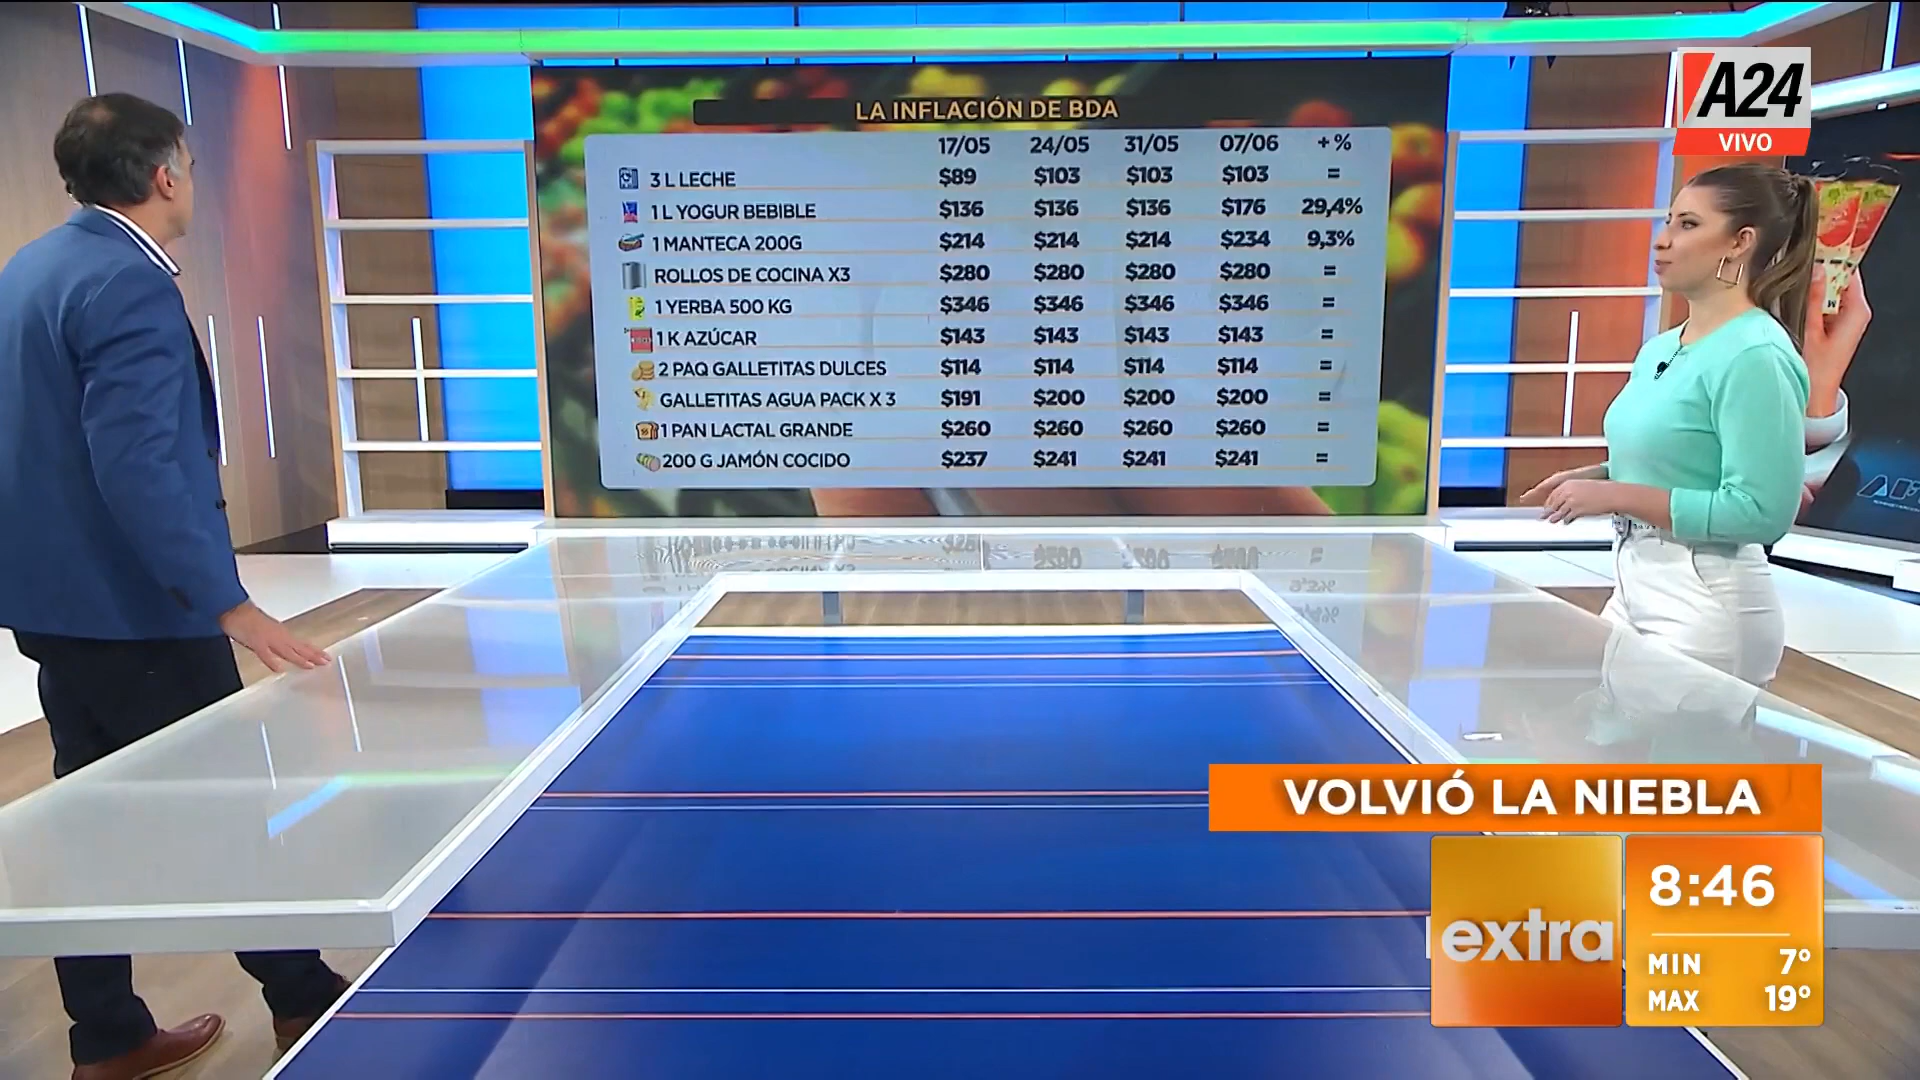 A24
VIVO
LA INFLACIÓN DE BDA
17/05 24/05 31/05 07/06 +%
3 L LECHE $89 $103 $103 $103 =
1 L YOGUR BEBIBLE $136 $136 $136 $176 29,4%
1 MANTECA 200G $214 $214 $214 $234 9,3%
ROLLOS DE COCINA X3 $280 $280 $280 $280 =
1 YERBA 500 KG $346 $346 $346 $346 =
1 K AZÚCAR $143 $143 $143 $143 =
2 PAQ GALLETITAS DULCES $114 $114 $114 $114 =
GALLETITAS AGUA PACK X 3 $191 $200 $200 $200 =
1 PAN LACTAL GRANDE $260 $260 $260 $260 =
200 G JAMÓN COCIDO $237 $241 $241 $241 =
VOLVIÓ LA NIEBLA
extra
8:46
MIN 7°
MAX 19°